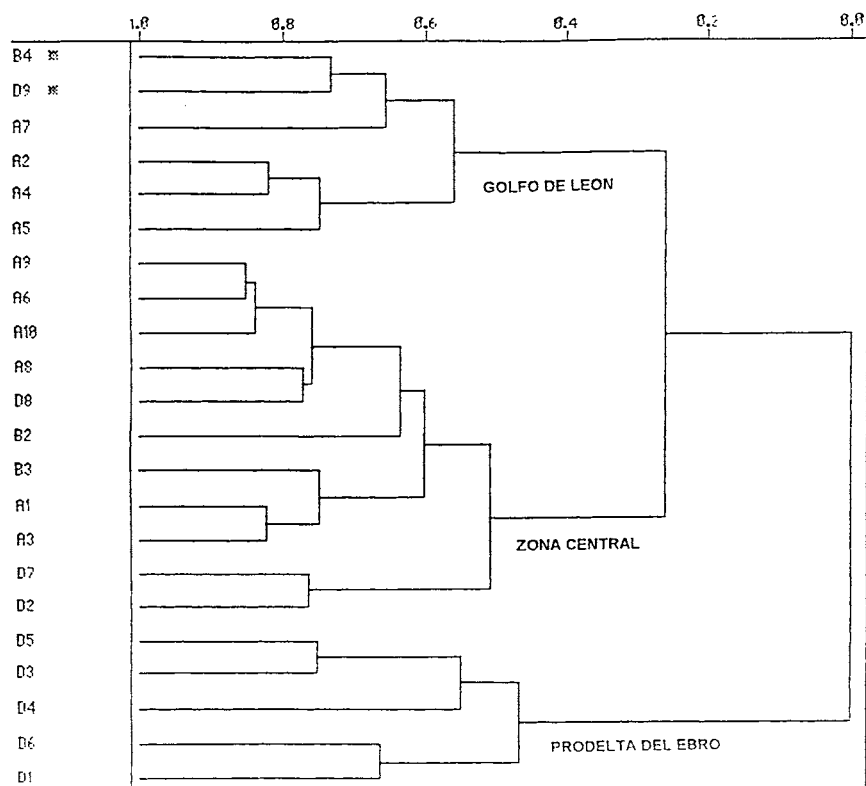 1.0 0.8 0.6 0.4 0.2 0.0
B4 ※
D9 ※
A7
A2
A4
GOLFO DE LEON
A5
A9
A6
A10
A8
D8
B2
B3
A1
A3
ZONA CENTRAL
D7
D2
D5
D3
D4
D6
PRODELTA DEL EBRO
D1